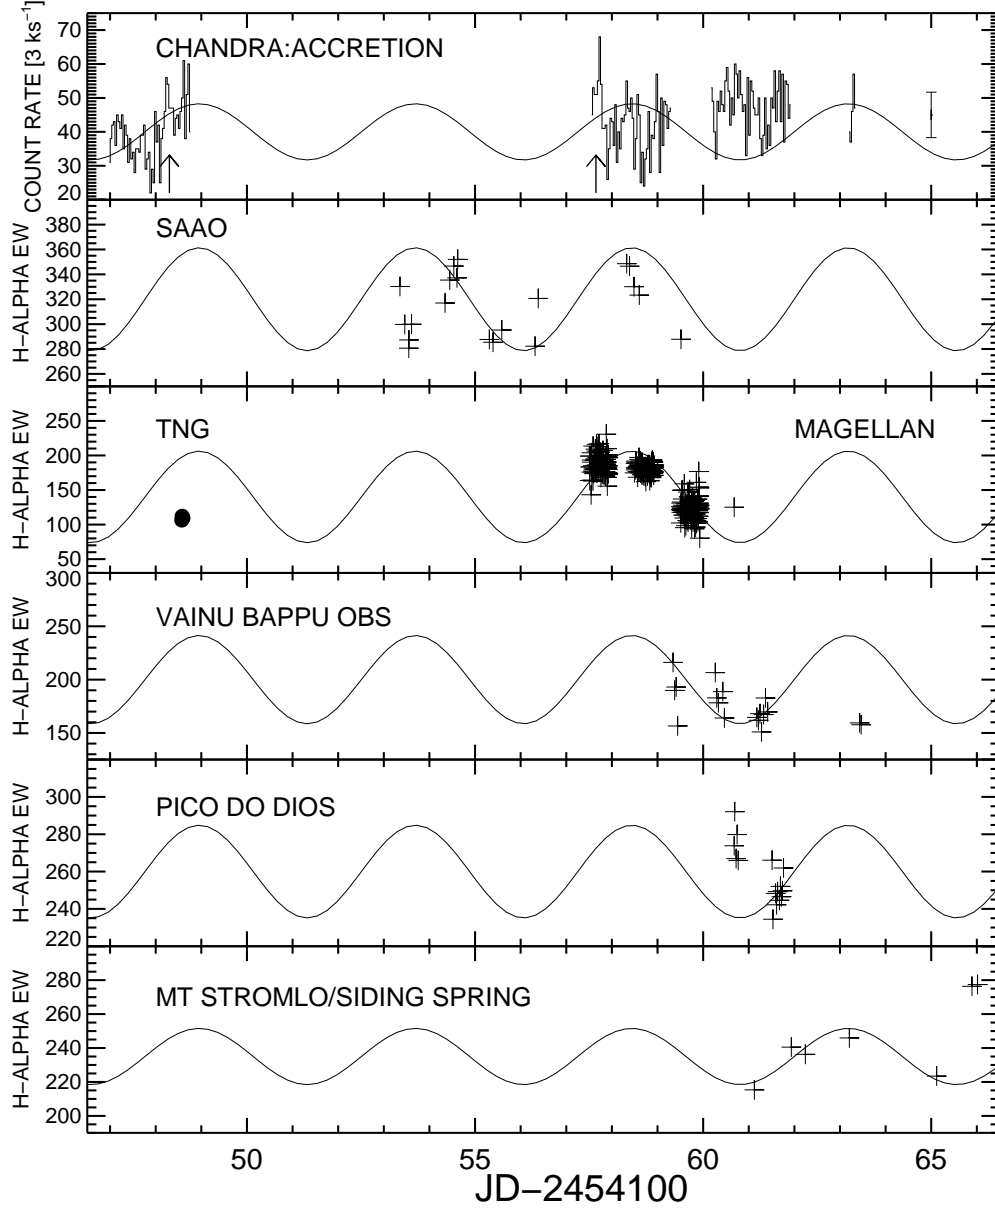 COUNT RATE [3 ks⁻¹]
70
60
50
40
30
20
CHANDRA:ACCRETION
H−ALPHA EW
380
360
340
320
300
280
260
SAAO
H−ALPHA EW
250
200
150
100
50
TNG
MAGELLAN
H−ALPHA EW
300
250
200
150
VAINU BAPPU OBS
H−ALPHA EW
300
280
260
240
220
PICO DO DIOS
H−ALPHA EW
280
260
240
220
200
MT STROMLO/SIDING SPRING
50
55
60
65
JD−2454100